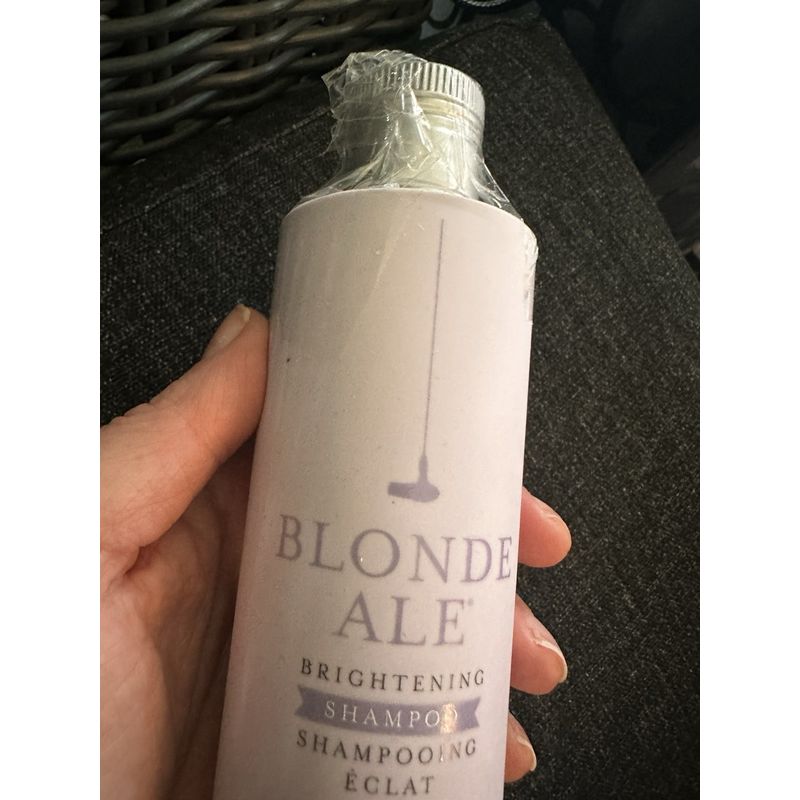 BLONDE
ALE®
BRIGHTENING
SHAMPOO
SHAMPOOING
ÉCLAT